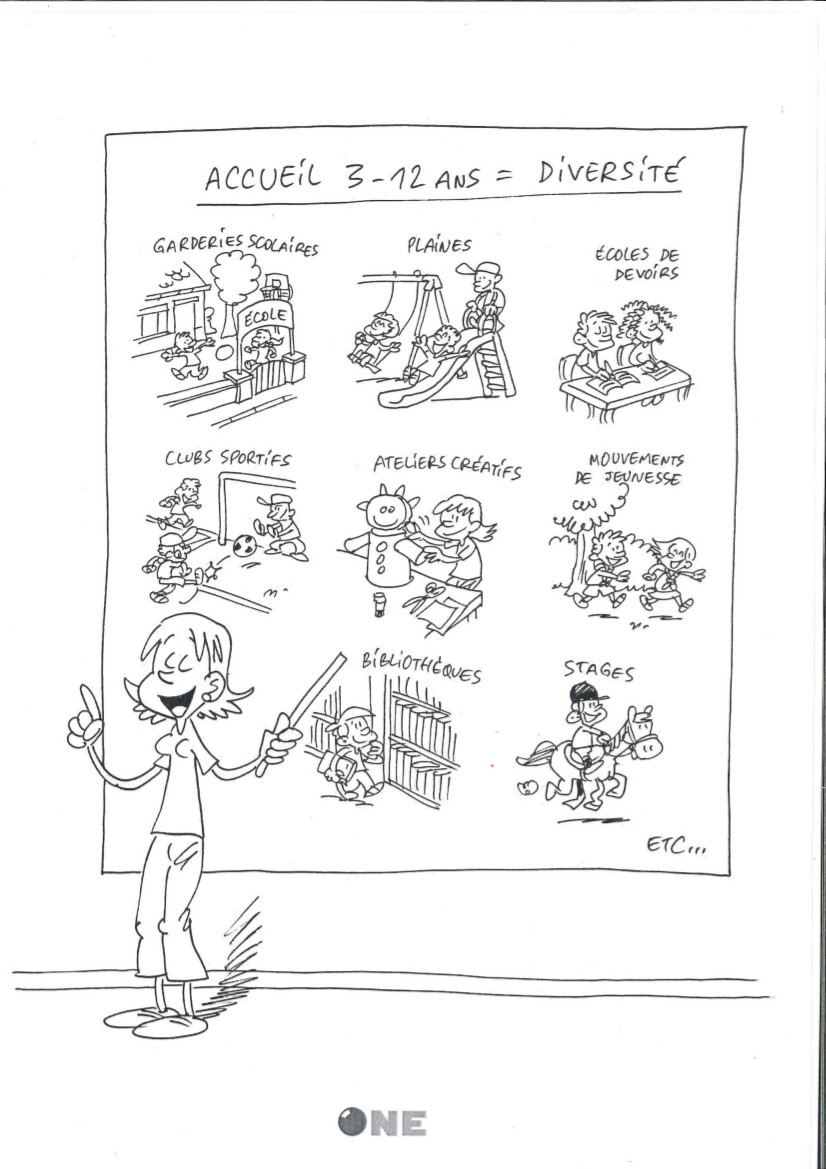 ACCUEIL 3-12 ANS = DIVERSITÉ
GARDERIES SCOLAIRES
PLAINES
ÉCOLES DE
DEVOIRS
ÉCOLE
CLUBS SPORTIFS
ATELIERS CRÉATIFS
MOUVEMENTS
DE JEUNESSE
BIBLIOTHÈQUES
STAGES
ETC...
ONE